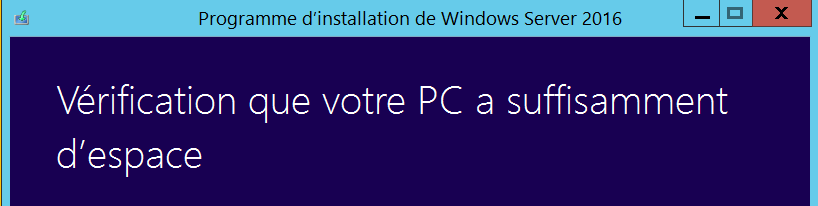 Programme d’installation de Windows Server 2016
Vérification que votre PC a suffisamment
d’espace